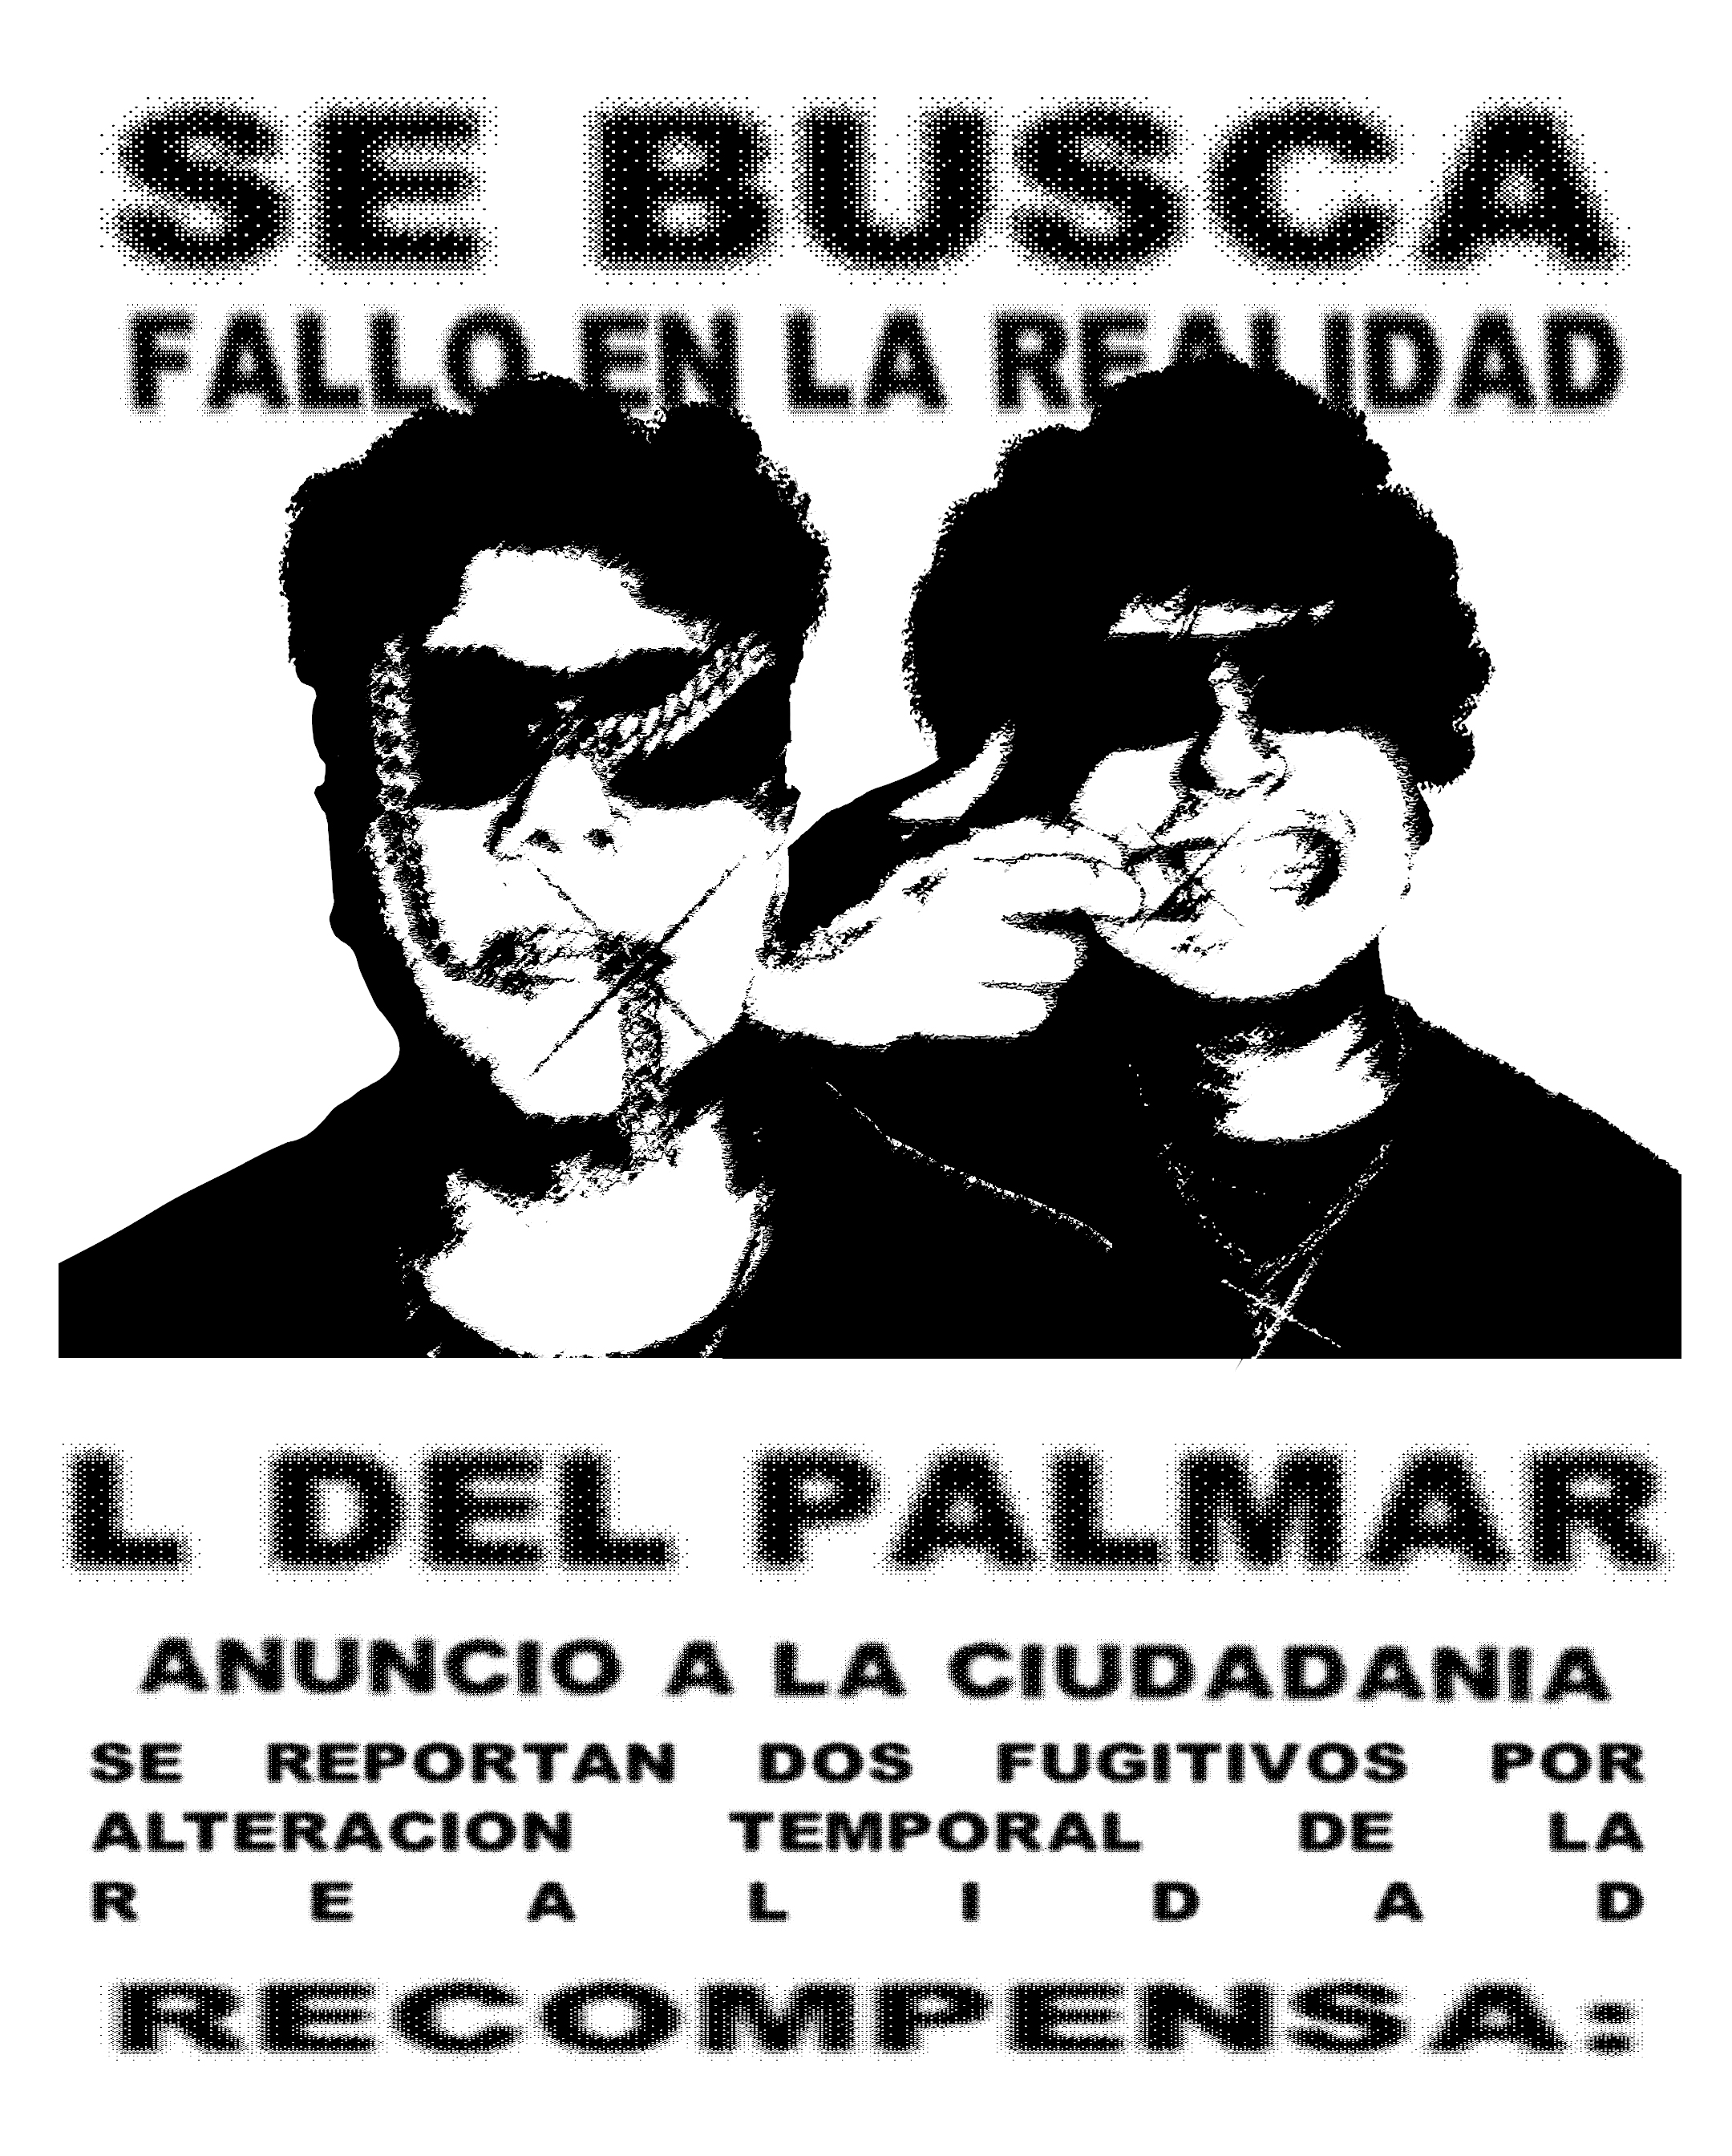 SE BUSCA
FALLO EN LA REALIDAD
L DEL PALMAR
ANUNCIO A LA CIUDADANIA
SE REPORTAN DOS FUGITIVOS POR
ALTERACION TEMPORAL DE LA
REALIDAD
RECOMPENSA: